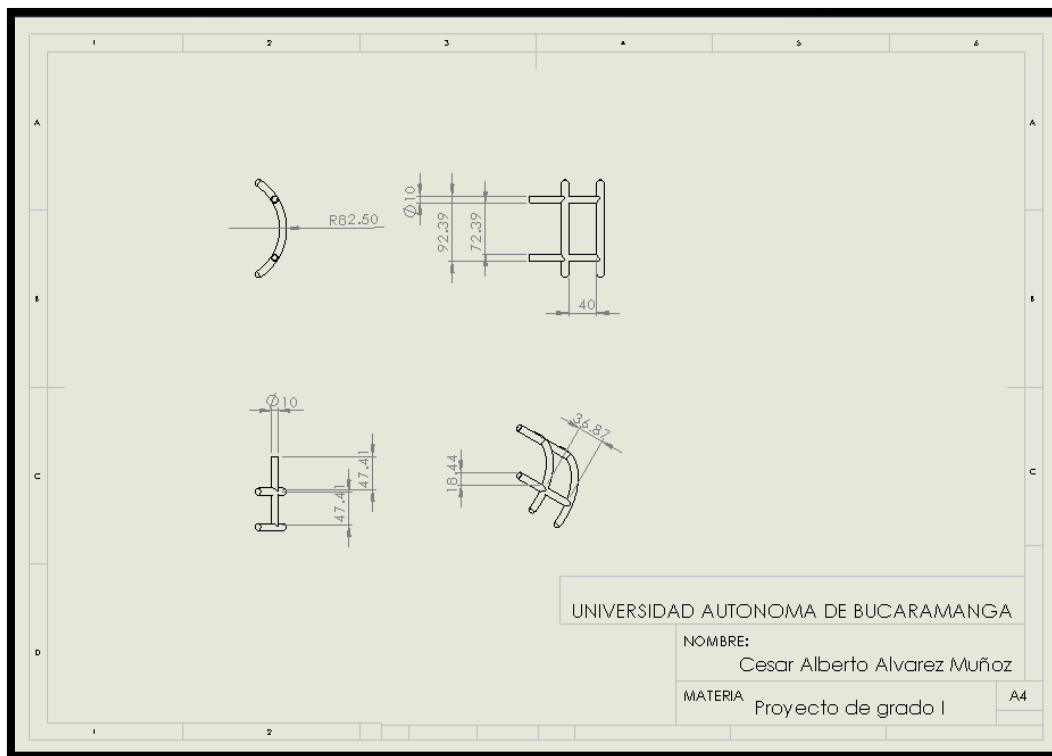 1 2 3 4 5 6
A A
R82.50
Ø10
92.39
72.39
B B
40
Ø10
47.41
47.41
36.87
18.44
C C
UNIVERSIDAD AUTONOMA DE BUCARAMANGA
NOMBRE:
Cesar Alberto Alvarez Muñoz
D
MATERIA Proyecto de grado I A4
1 2